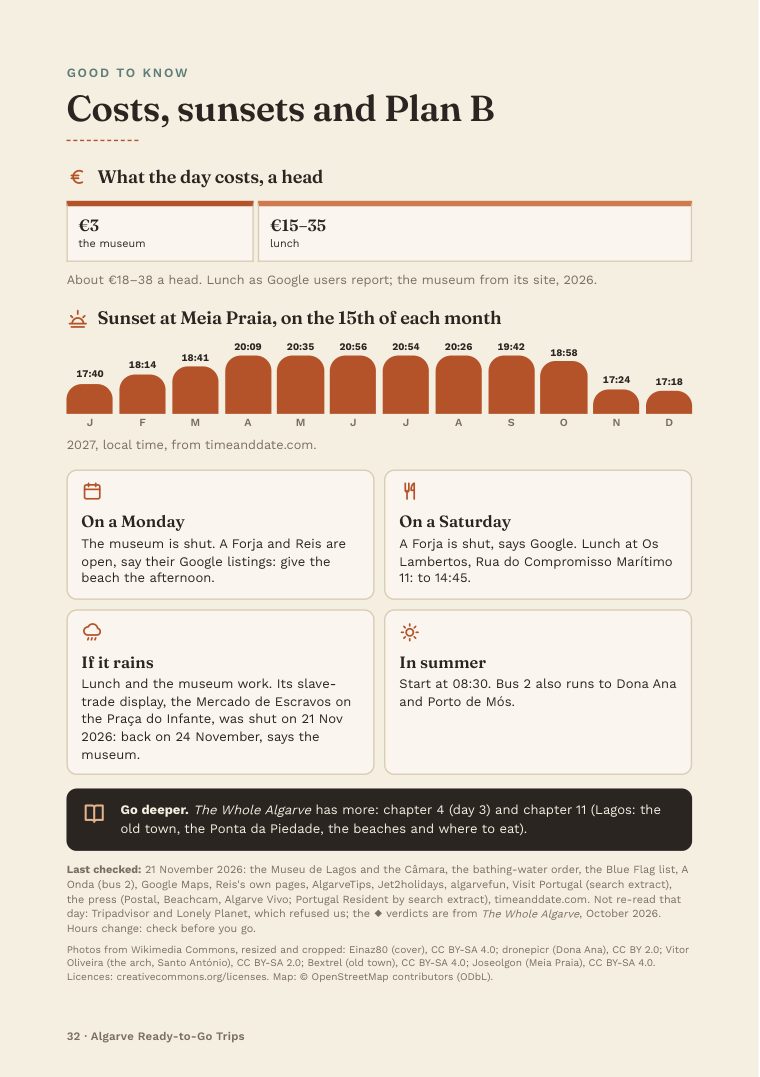 GOOD TO KNOW
Costs, sunsets and Plan B
€ What the day costs, a head
€3
the museum
€15–35
lunch
About €18–38 a head. Lunch as Google users report; the museum from its site, 2026.
Sunset at Meia Praia, on the 15th of each month
17:40 18:14 18:41 20:09 20:35 20:56 20:54 20:26 19:42 18:58 17:24 17:18
J F M A M J J A S O N D
2027, local time, from timeanddate.com.
On a Monday
The museum is shut. A Forja and Reis are
open, say their Google listings: give the
beach the afternoon.
On a Saturday
A Forja is shut, says Google. Lunch at Os
Lambertos, Rua do Compromisso Marítimo
11: to 14:45.
If it rains
Lunch and the museum work. Its slave-
trade display, the Mercado de Escravos on
the Praça do Infante, was shut on 21 Nov
2026: back on 24 November, says the
museum.
In summer
Start at 08:30. Bus 2 also runs to Dona Ana
and Porto de Mós.
Go deeper. The Whole Algarve has more: chapter 4 (day 3) and chapter 11 (Lagos: the
old town, the Ponta da Piedade, the beaches and where to eat).
Last checked: 21 November 2026: the Museu de Lagos and the Câmara, the bathing-water order, the Blue Flag list, A
Onda (bus 2), Google Maps, Reis's own pages, AlgarveTips, Jet2holidays, algarvefun, Visit Portugal (search extract),
the press (Postal, Beachcam, Algarve Vivo; Portugal Resident by search extract), timeanddate.com. Not re-read that
day: Tripadvisor and Lonely Planet, which refused us; the ◆ verdicts are from The Whole Algarve, October 2026.
Hours change: check before you go.
Photos from Wikimedia Commons, resized and cropped: Einaz80 (cover), CC BY-SA 4.0; dronepicr (Dona Ana), CC BY 2.0; Vitor
Oliveira (the arch, Santo António), CC BY-SA 2.0; Bextrel (old town), CC BY-SA 4.0; Joseolgon (Meia Praia), CC BY-SA 4.0.
Licences: creativecommons.org/licenses. Map: © OpenStreetMap contributors (ODbL).
32 · Algarve Ready-to-Go Trips